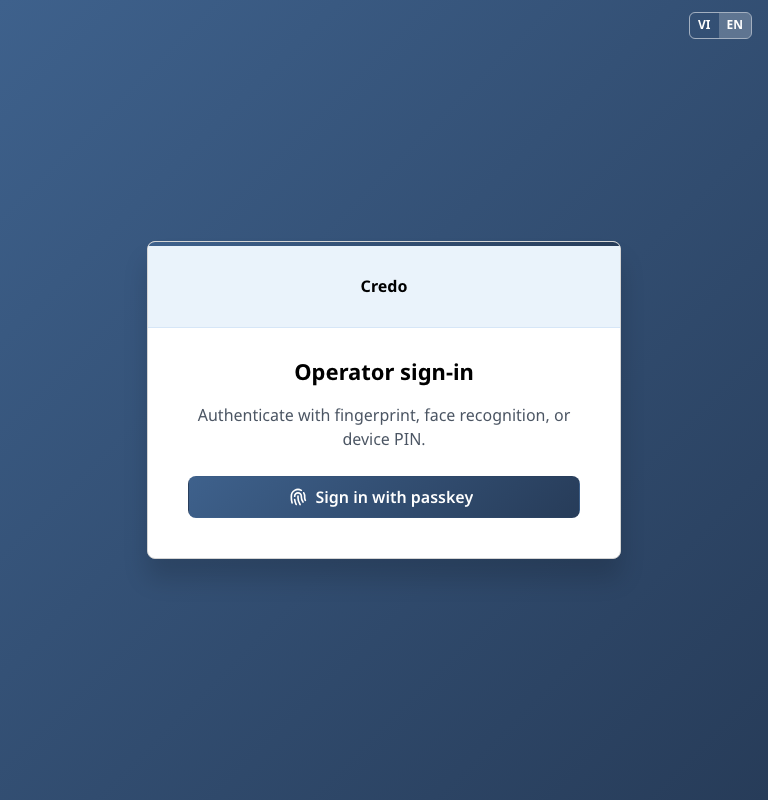 VI EN
Credo
Operator sign-in
Authenticate with fingerprint, face recognition, or
device PIN.
Sign in with passkey